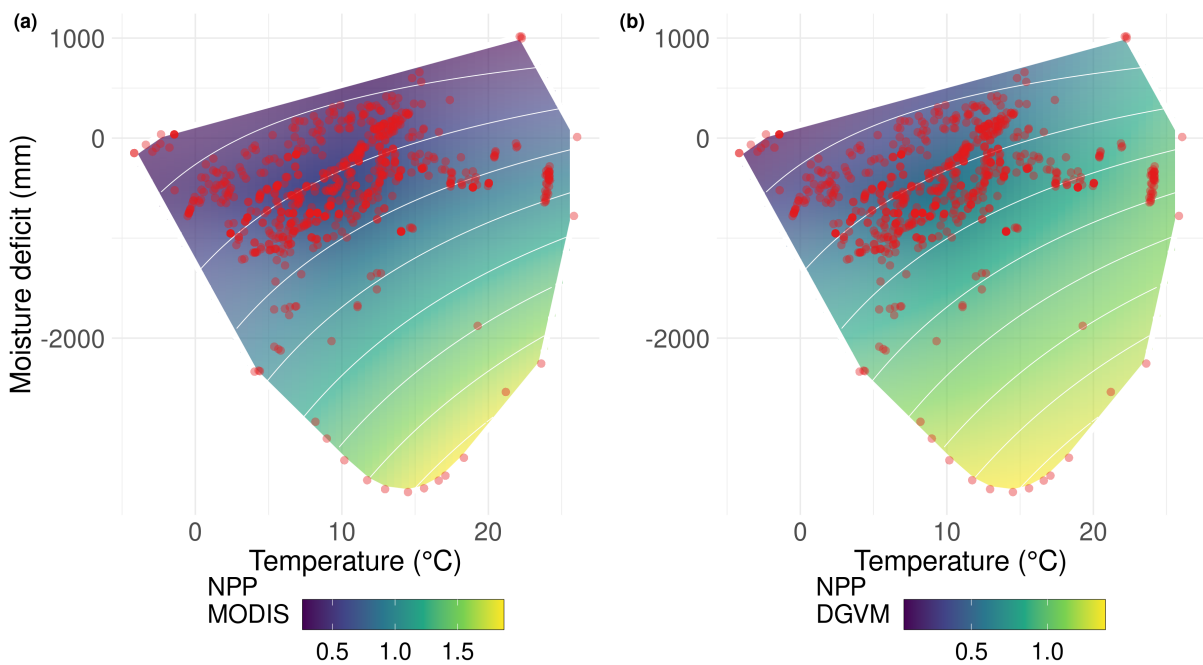 (a)
(b)
1000
0
-2000
Moisture deficit (mm)
0 10 20
Temperature (°C)
NPP
MODIS
0.5 1.0 1.5
1000
0
-2000
0 10 20
Temperature (°C)
NPP
DGVM
0.5 1.0